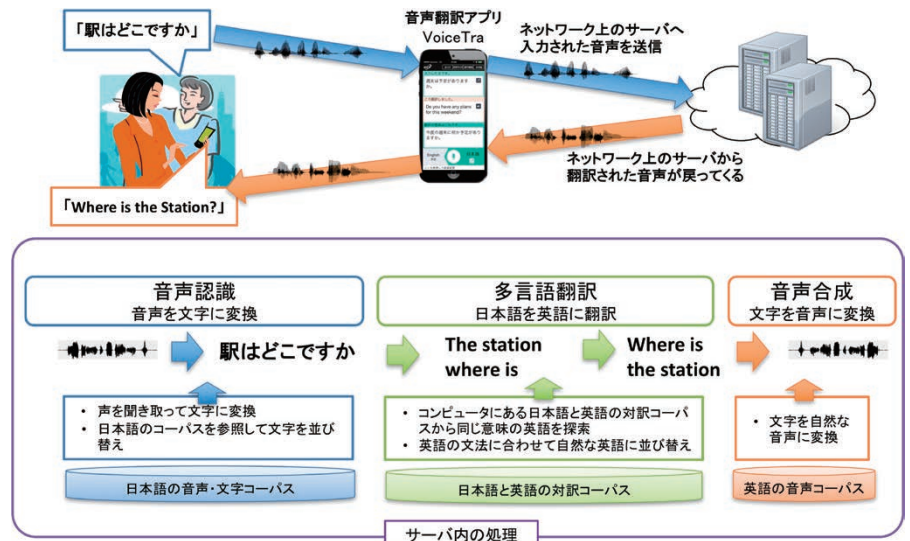 「駅はどこですか」
音声翻訳アプリ
VoiceTra
ネットワーク上のサーバへ
入力された音声を送信
Do you have any plans
for this weekend?
English
ネットワーク上のサーバから
翻訳された音声が戻ってくる
「Where is the Station?」
音声認識
音声を文字に変換
多言語翻訳
日本語を英語に翻訳
音声合成
文字を音声に変換
駅はどこですか
The station
where is
Where is
the station
• 声を聞き取って文字に変換
• 日本語のコーパスを参照して文字を並び
替え
• コンピュータにある日本語と英語の対訳コーパ
スから同じ意味の英語を探索
• 英語の文法に合わせて自然な英語に並び替え
• 文字を自然な
音声に変換
日本語の音声・文字コーパス
日本語と英語の対訳コーパス
英語の音声コーパス
サーバ内の処理